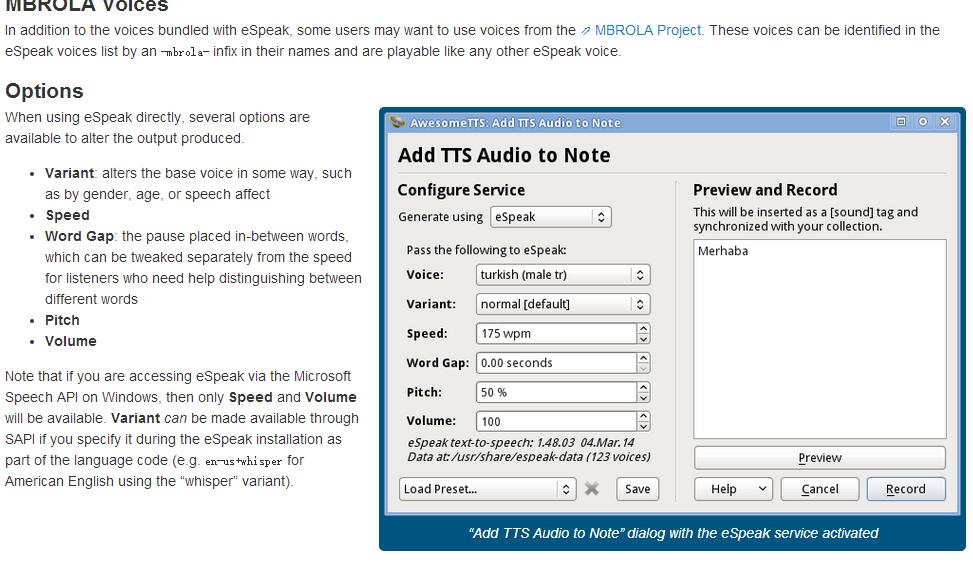 MBROLA Voices
In addition to the voices bundled with eSpeak, some users may want to use voices from the MBROLA Project. These voices can be identified in the
eSpeak voices list by an -mbrola- infix in their names and are playable like any other eSpeak voice.
Options
When using eSpeak directly, several options are
available to alter the output produced.
• Variant: alters the base voice in some way, such
as by gender, age, or speech affect
• Speed
• Word Gap: the pause placed in-between words,
which can be tweaked separately from the speed
for listeners who need help distinguishing between
different words
• Pitch
• Volume
Note that if you are accessing eSpeak via the Microsoft
Speech API on Windows, then only Speed and Volume
will be available. Variant can be made available through
SAPI if you specify it during the eSpeak installation as
part of the language code (e.g. en-us+whisper for
American English using the “whisper” variant).
AwesomeTTS: Add TTS Audio to Note
Add TTS Audio to Note
Configure Service
Generate using eSpeak
Pass the following to eSpeak:
Voice: turkish (male tr)
Variant: normal [default]
Speed: 175 wpm
Word Gap: 0.00 seconds
Pitch: 50 %
Volume: 100
eSpeak text-to-speech: 1.48.03 04.Mar.14
Data at: /usr/share/espeak-data (123 voices)
Load Preset... Save
Preview and Record
This will be inserted as a [sound] tag and
synchronized with your collection.
Merhaba
Preview
Help Cancel Record
“Add TTS Audio to Note” dialog with the eSpeak service activated